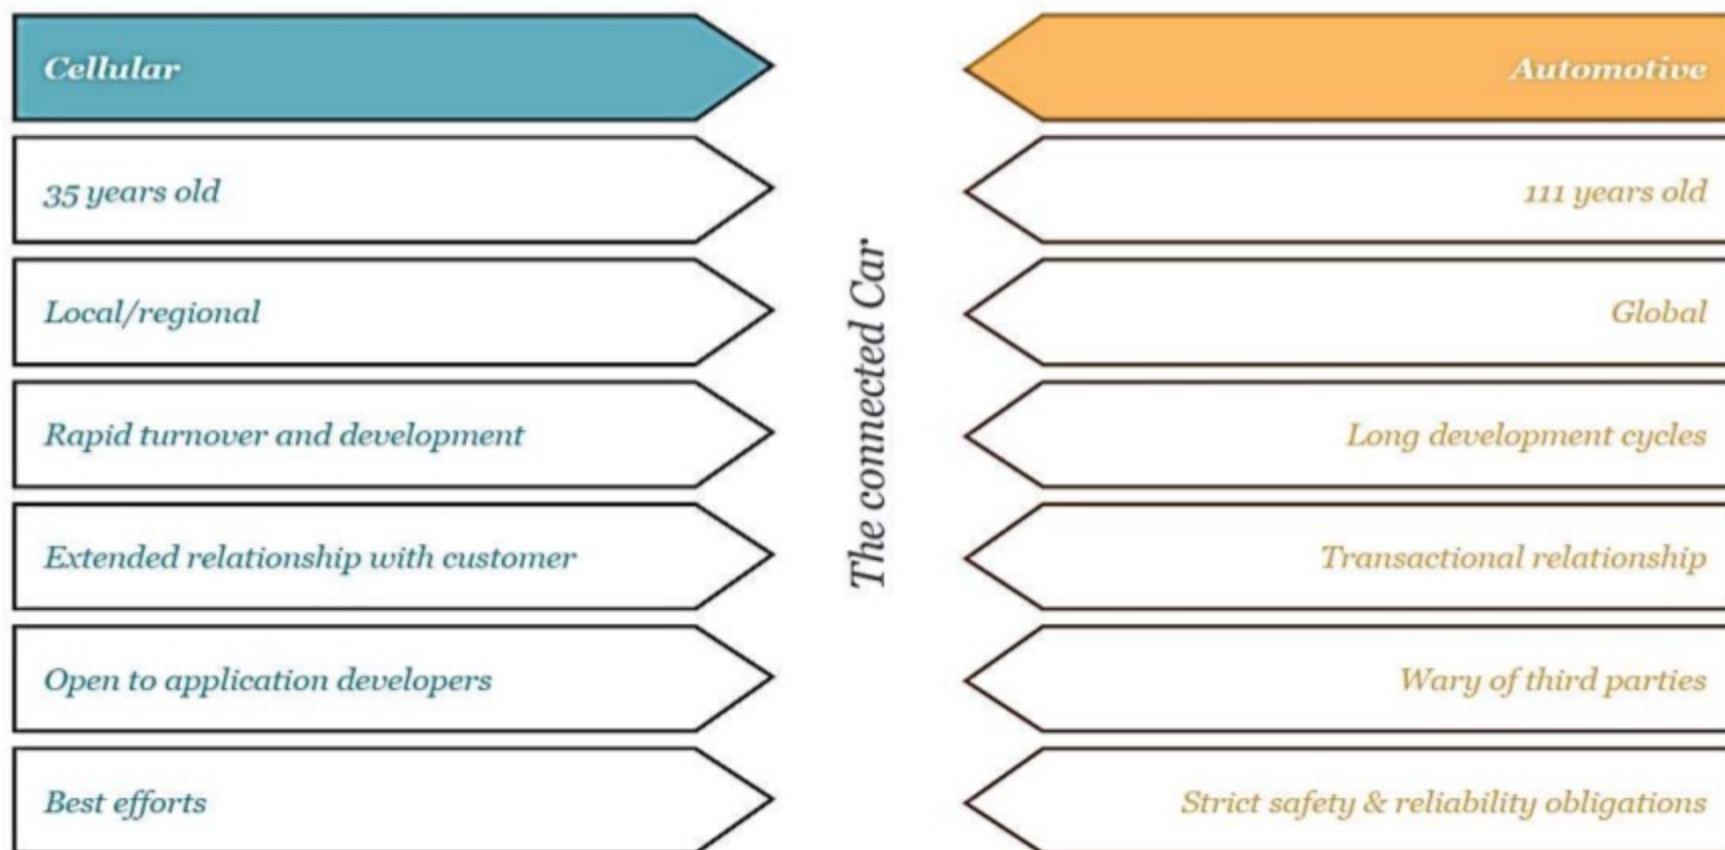 Cellular
35 years old
Local/regional
Rapid turnover and development
Extended relationship with customer
Open to application developers
Best efforts
The connected Car
Automotive
111 years old
Global
Long development cycles
Transactional relationship
Wary of third parties
Strict safety & reliability obligations